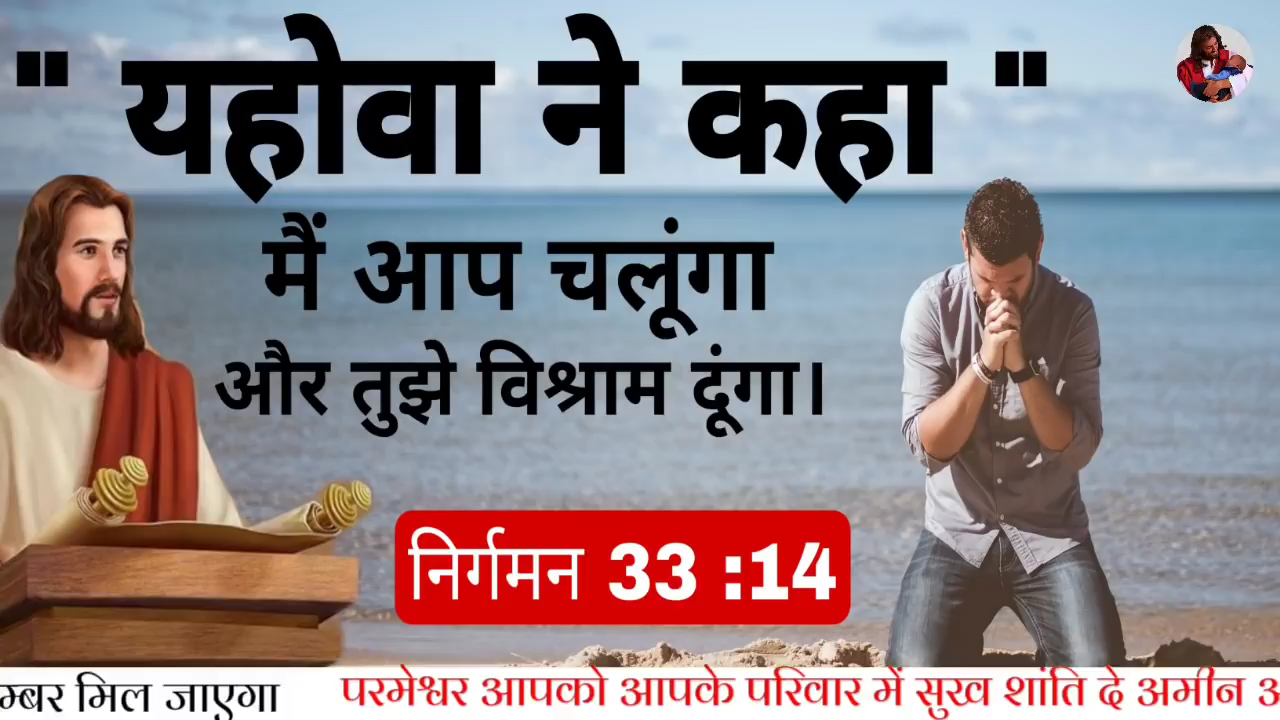 " यहोवा ने कहा "
मैं आप चलूंगा
और तुझे विश्राम दूंगा।
निर्गमन 33 :14
म्बर मिल जाएगा परमेश्वर आपको आपके परिवार में सुख शांति दे अमीन